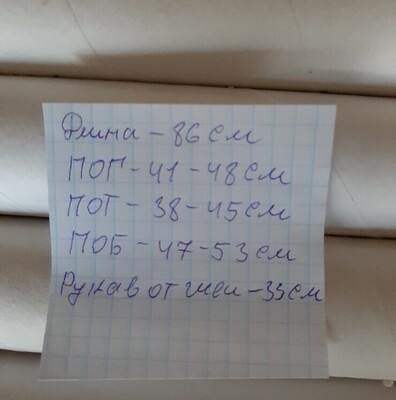 Длина - 86 см
ПОГ - 41 - 48 см
ПОТ - 38 - 45 см
ПОБ - 47 - 53 см
Рукав от шеи - 33 см